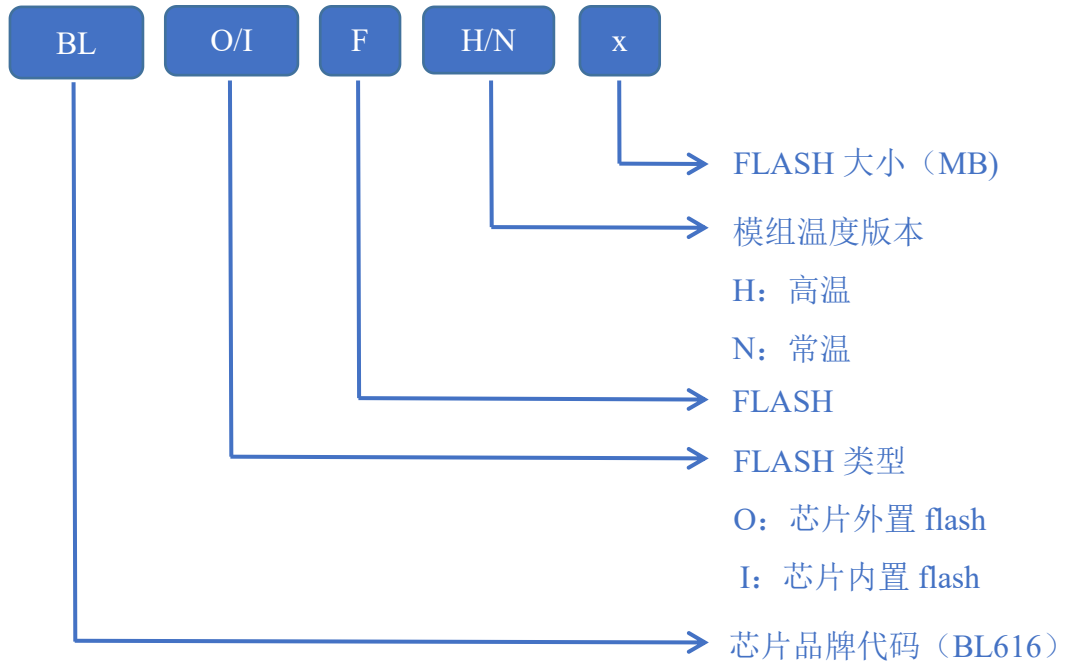 BL O/I F H/N x
FLASH 大小（MB)
模组温度版本
H：高温
N：常温
FLASH
FLASH 类型
O：芯片外置 flash
I：芯片内置 flash
芯片品牌代码（BL616）